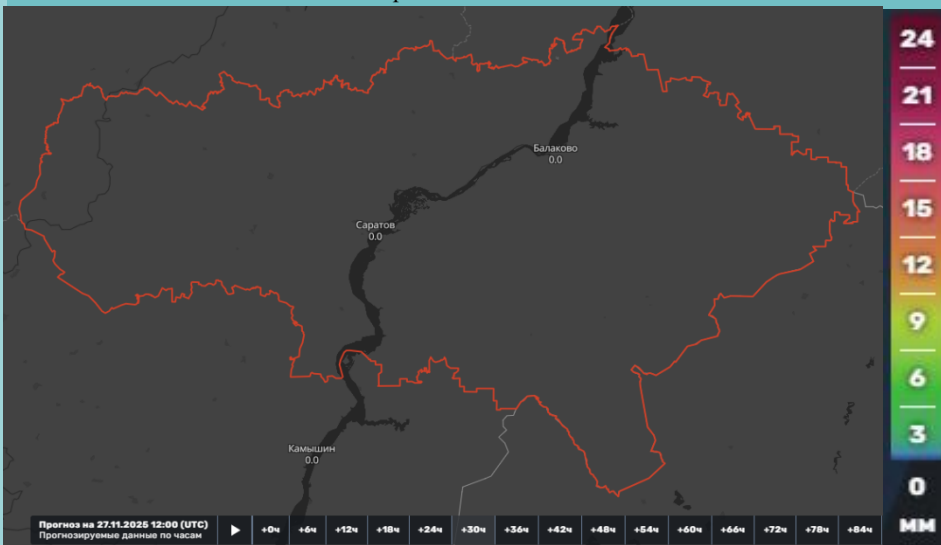 Балаково
0.0
Саратов
0.0
Камышин
0.0
24
21
18
15
12
9
6
3
0
мм
Прогноз на 27.11.2025 12:00 (UTC)
Прогнозируемые данные по часам
+0ч +6ч +12ч +18ч +24ч +30ч +36ч +42ч +48ч +54ч +60ч +66ч +72ч +78ч +84ч